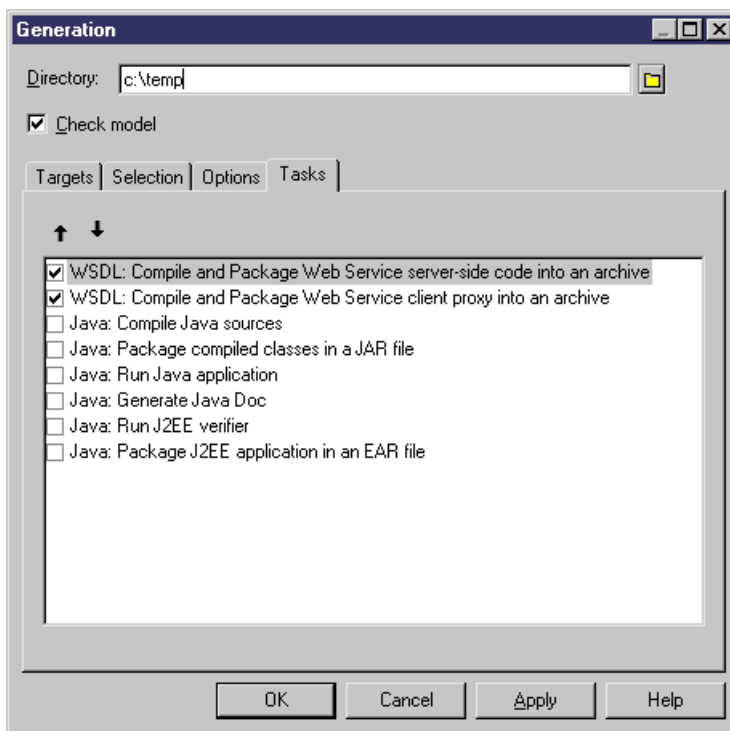 Generation
Directory: c:\temp
Check model
Targets Selection Options Tasks
WSDL: Compile and Package Web Service server-side code into an archive
WSDL: Compile and Package Web Service client proxy into an archive
Java: Compile Java sources
Java: Package compiled classes in a JAR file
Java: Run Java application
Java: Generate Java Doc
Java: Run J2EE verifier
Java: Package J2EE application in an EAR file
OK Cancel Apply Help